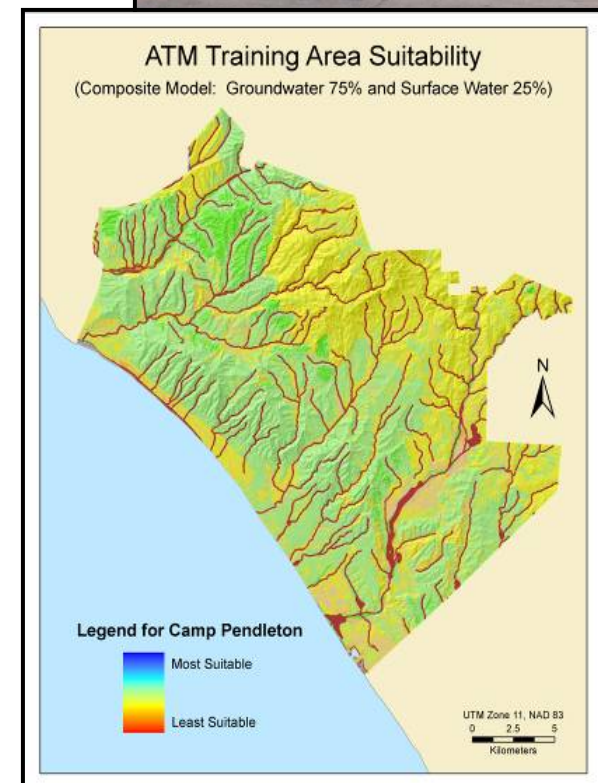 ATM Training Area Suitability
(Composite Model: Groundwater 75% and Surface Water 25%)
N
Legend for Camp Pendleton
Most Suitable
Least Suitable
UTM Zone 11, NAD 83
0 2.5 5
Kilometers